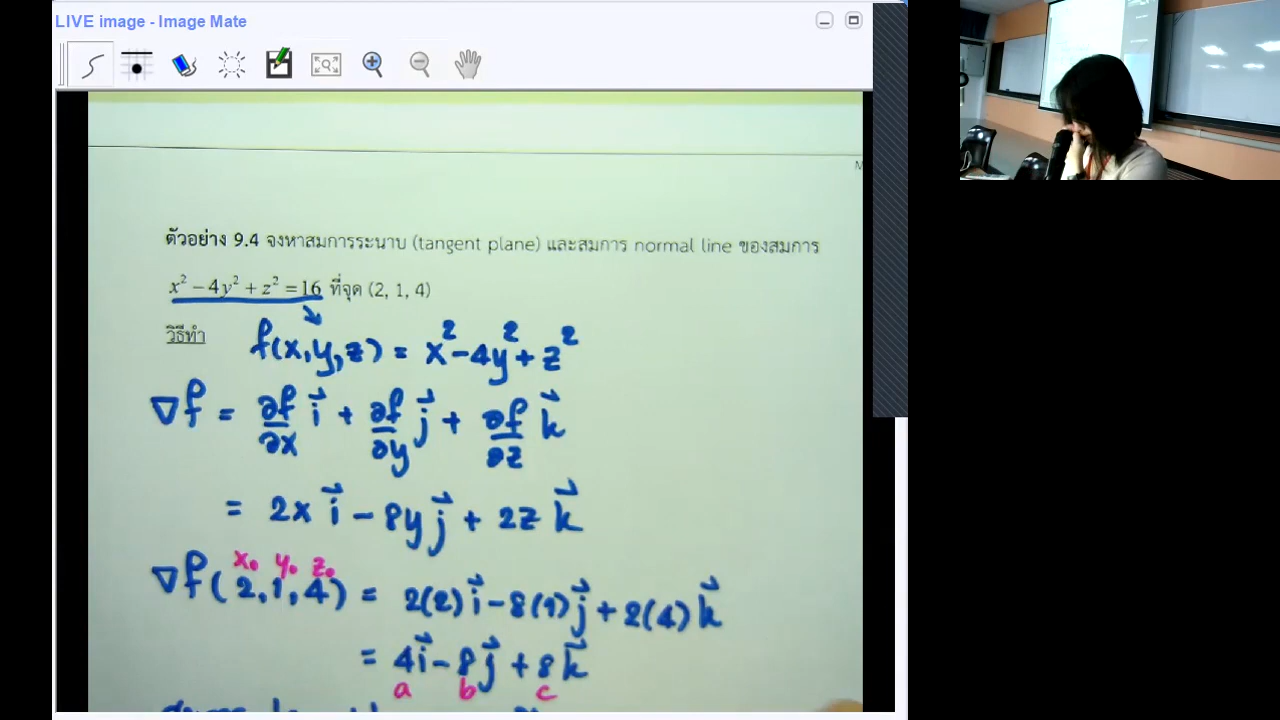 LIVE image - Image Mate
ตัวอย่าง 9.4 จงหาสมการระนาบ (tangent plane) และสมการ normal line ของสมการ
x² − 4y² + z² = 16 ที่จุด (2, 1, 4)
วิธีทำ
f(x,y,z) = x² - 4y² + z²
∇f = ∂f/∂x i⃗ + ∂f/∂y j⃗ + ∂f/∂z k⃗
= 2x i⃗ - 8y j⃗ + 2z k⃗
x₀ y₀ z₀
∇f(2,1,4) = 2(2)i⃗ - 8(1)j⃗ + 2(4)k⃗
= 4i⃗ - 8j⃗ + 8k⃗
a b c